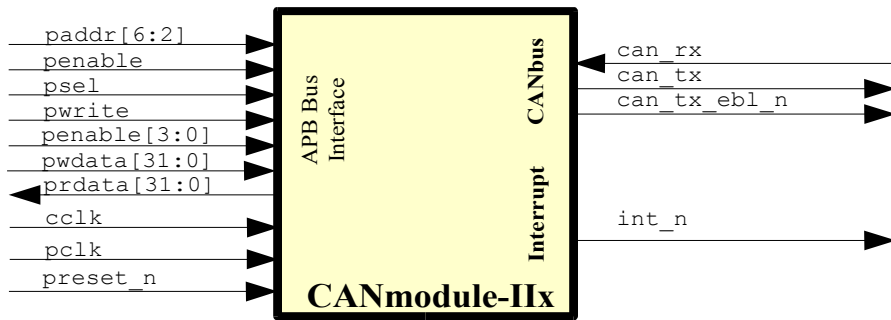 paddr[6:2]
penable
psel
pwrite
penable[3:0]
pwdata[31:0]
prdata[31:0]
cclk
pclk
preset_n
APB Bus
Interface
CANbus
Interrupt
can_rx
can_tx
can_tx_ebl_n
int_n
CANmodule-IIx